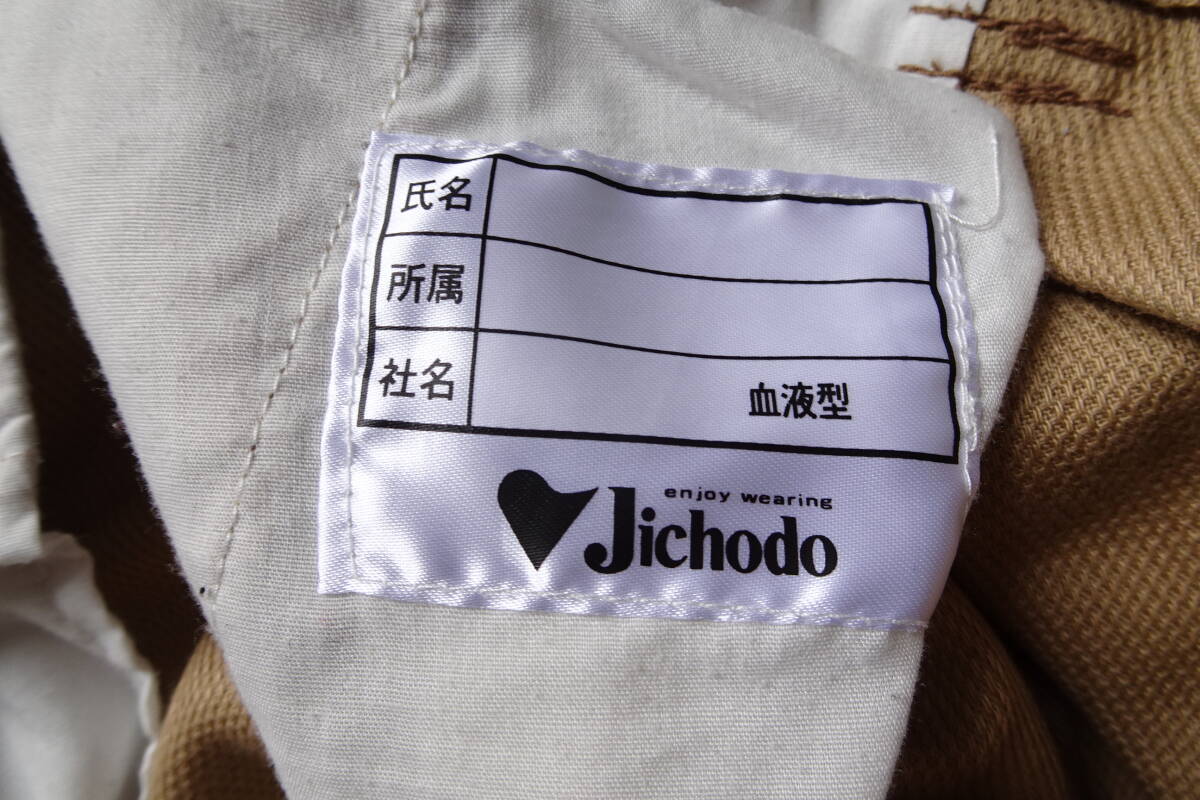 氏名
所属
社名
血液型
enjoy wearing
Jichodo